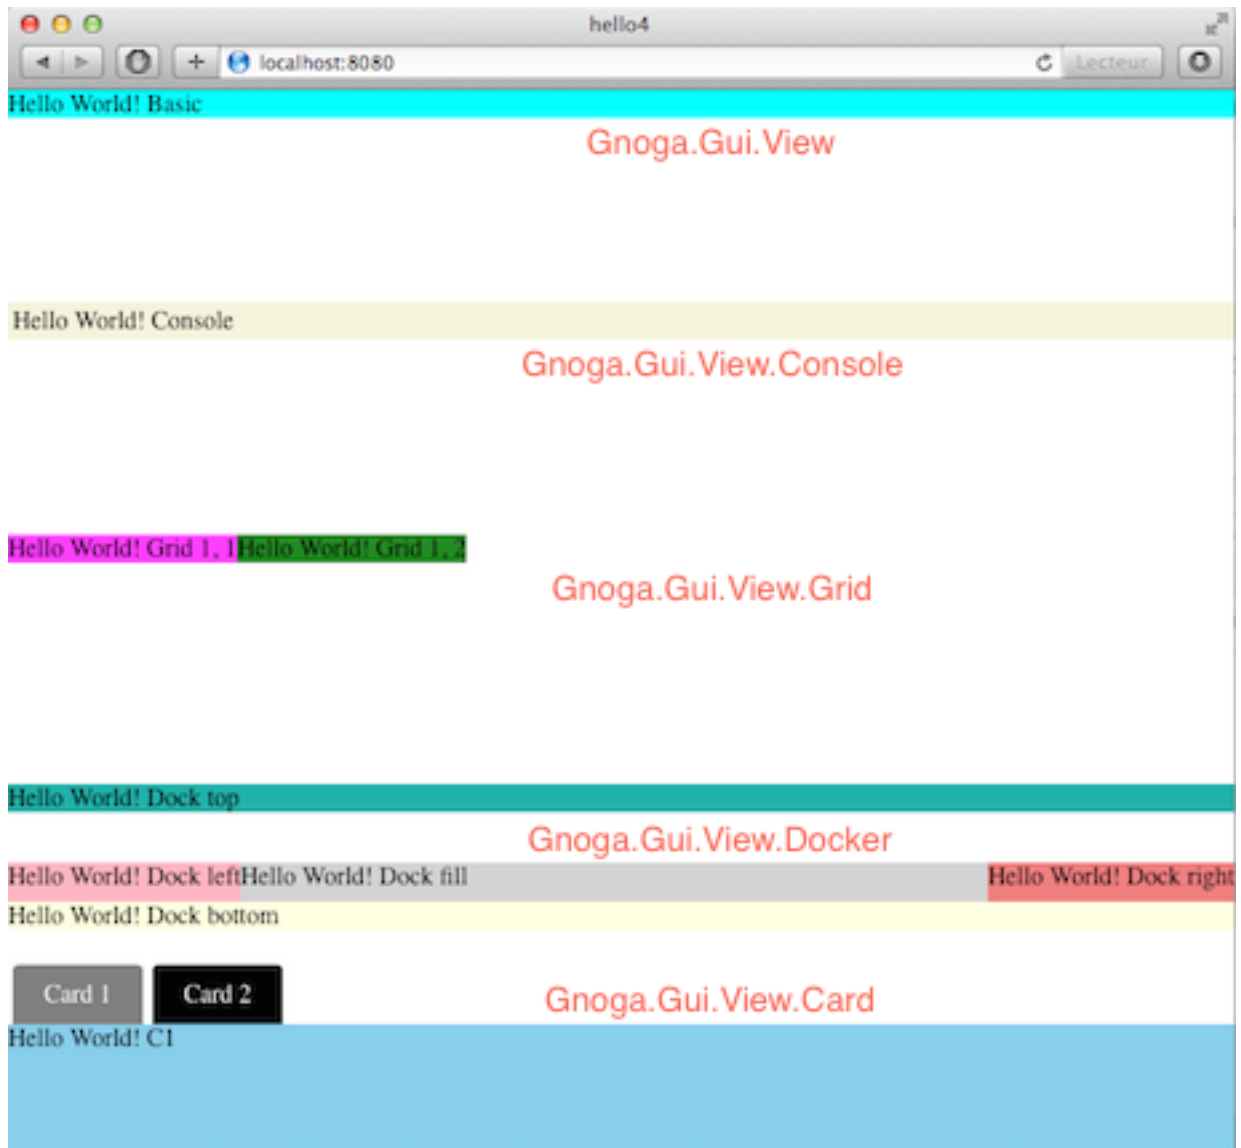 hello4
localhost:8080
Lecteur
Hello World! Basic
Gnoga.Gui.View
Hello World! Console
Gnoga.Gui.View.Console
Hello World! Grid 1, 1Hello World! Grid 1, 2
Gnoga.Gui.View.Grid
Hello World! Dock top
Gnoga.Gui.View.Docker
Hello World! Dock leftHello World! Dock fill
Hello World! Dock right
Hello World! Dock bottom
Card 1
Card 2
Gnoga.Gui.View.Card
Hello World! C1